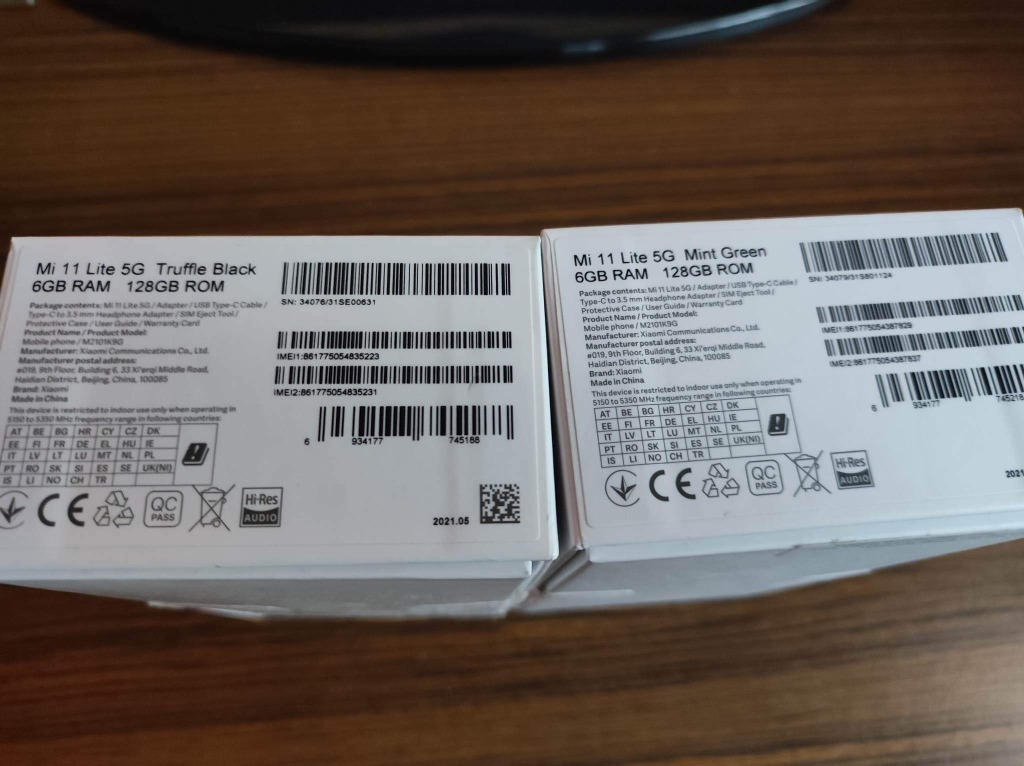 Mi 11 Lite 5G Truffle Black
6GB RAM 128GB ROM
Package contents: Mi 11 Lite 5G / Adapter / USB Type-C Cable /
Type-C to 3.5 mm Headphone Adapter / SIM Eject Tool /
Protective Case / User Guide / Warranty Card
Product Name / Product Model:
Mobile phone / M2101K9G
Manufacturer: Xiaomi Communications Co., Ltd.
Manufacturer postal address:
#019, 9th Floor, Building 6, 33 Xi'erqi Middle Road,
Haidian District, Beijing, China, 100085
Brand: Xiaomi
Made in China
This device is restricted to indoor use only when operating in
5150 to 5350 MHz frequency range in following countries:
AT BE BG HR CY CZ DK
EE FI FR DE EL HU IE
IT LV LT LU MT NL PL
PT RO SK SI ES SE UK(NI)
IS LI NO CH TR
CE
QC
PASS
Hi-Res
AUDIO
SN: 34076/31SE00631
IMEI1:861775054835223
IMEI2:861775054835231
6 934177 745188
2021.05
Mi 11 Lite 5G Mint Green
6GB RAM 128GB ROM
Package contents: Mi 11 Lite 5G / Adapter / USB Type-C Cable /
Type-C to 3.5 mm Headphone Adapter / SIM Eject Tool /
Protective Case / User Guide / Warranty Card
Product Name / Product Model:
Mobile phone / M2101K9G
Manufacturer: Xiaomi Communications Co., Ltd.
Manufacturer postal address:
#019, 9th Floor, Building 6, 33 Xi'erqi Middle Road,
Haidian District, Beijing, China, 100085
Brand: Xiaomi
Made in China
This device is restricted to indoor use only when operating in
5150 to 5350 MHz frequency range in following countries:
AT BE BG HR CY CZ DK
EE FI FR DE EL HU IE
IT LV LT LU MT NL PL
PT RO SK SI ES SE UK(NI)
IS LI NO CH TR
CE
QC
PASS
Hi-Res
AUDIO
SN: 34079/31S801124
IMEI1:861775054387829
IMEI2:861775054387837
6 934177 745218
2021